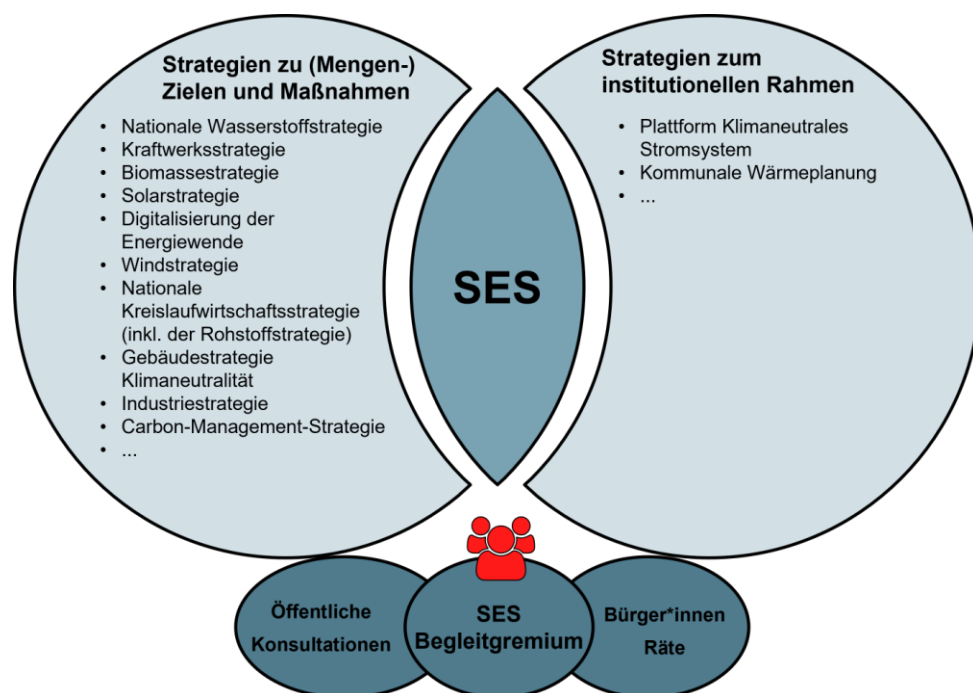 Strategien zu (Mengen-)
Zielen und Maßnahmen
• Nationale Wasserstoffstrategie
• Kraftwerksstrategie
• Biomassestrategie
• Solarstrategie
• Digitalisierung der
Energiewende
• Windstrategie
• Nationale
Kreislaufwirtschaftsstrategie
(inkl. der Rohstoffstrategie)
• Gebäudestrategie
Klimaneutralität
• Industriestrategie
• Carbon-Management-Strategie
• ...
SES
Strategien zum
institutionellen Rahmen
• Plattform Klimaneutrales
Stromsystem
• Kommunale Wärmeplanung
• ...
Öffentliche
Konsultationen
SES
Begleitgremium
Bürger*innen
Räte